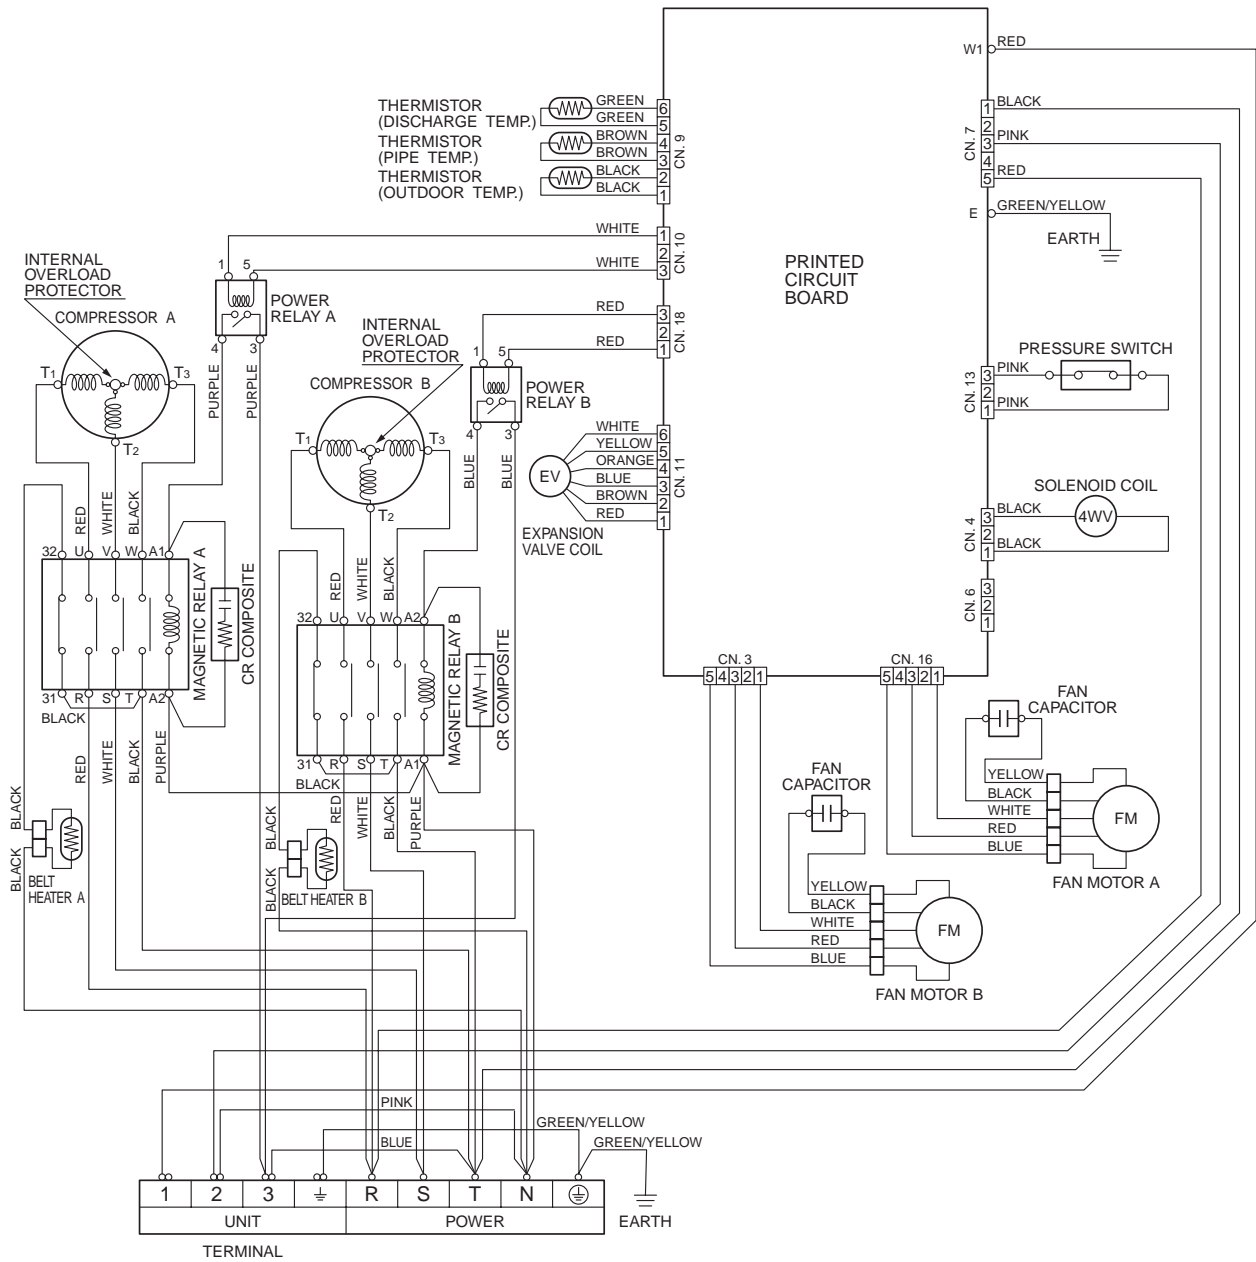 W1
RED
THERMISTOR
(DISCHARGE TEMP.)
GREEN
GREEN
6
5
THERMISTOR
(PIPE TEMP.)
BROWN
BROWN
4
3
THERMISTOR
(OUTDOOR TEMP.)
BLACK
BLACK
2
1
CN. 9
1
2
3
4
5
CN. 7
BLACK
PINK
RED
E
GREEN/YELLOW
EARTH
PRINTED
CIRCUIT
BOARD
WHITE
WHITE
1
2
3
CN. 10
RED
RED
3
2
1
CN. 18
INTERNAL
OVERLOAD
PROTECTOR
COMPRESSOR A
T1
T3
T2
1 5
POWER
RELAY A
4 3
PURPLE
PURPLE
INTERNAL
OVERLOAD
PROTECTOR
COMPRESSOR B
T1
T3
T2
1 5
POWER
RELAY B
4 3
BLUE
BLUE
PRESSURE SWITCH
3
2
1
CN. 13
PINK
PINK
WHITE
YELLOW
ORANGE
BLUE
BROWN
RED
6
5
4
3
2
1
CN. 11
EV
EXPANSION
VALVE COIL
SOLENOID COIL
4WV
3
2
1
CN. 4
BLACK
BLACK
3
2
1
CN. 6
RED
WHITE
BLACK
32 U V W A1
MAGNETIC RELAY A
CR COMPOSITE
31 R S T A2
BLACK
RED
WHITE
BLACK
PURPLE
RED
WHITE
BLACK
32 U V W A2
MAGNETIC RELAY B
CR COMPOSITE
31 R S T A1
BLACK
RED
WHITE
BLACK
PURPLE
CN. 3
5 4 3 2 1
CN. 16
5 4 3 2 1
FAN
CAPACITOR
YELLOW
BLACK
WHITE
RED
BLUE
FM
FAN MOTOR A
FAN
CAPACITOR
YELLOW
BLACK
WHITE
RED
BLUE
FM
FAN MOTOR B
BLACK
BLACK
BELT
HEATER A
BLACK
BLACK
BELT HEATER B
PINK
GREEN/YELLOW
BLUE
GREEN/YELLOW
1 2 3 R S T N
UNIT POWER
EARTH
TERMINAL